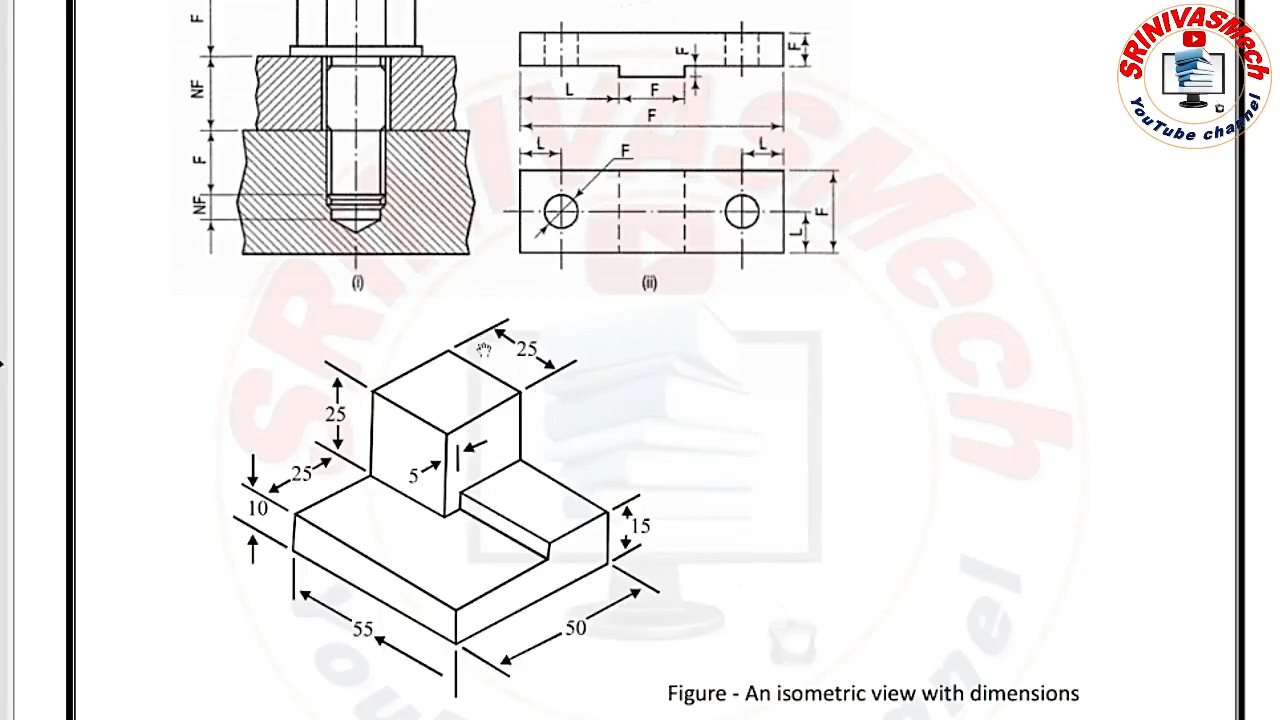 F
NF
F
NF
(i)
F
F
L
F
F
L
F
L
L
F
(ii)
25
25
5
25
10
15
55
50
Figure - An isometric view with dimensions
SRINIVASMech
YouTube channel
SRINIVASMech